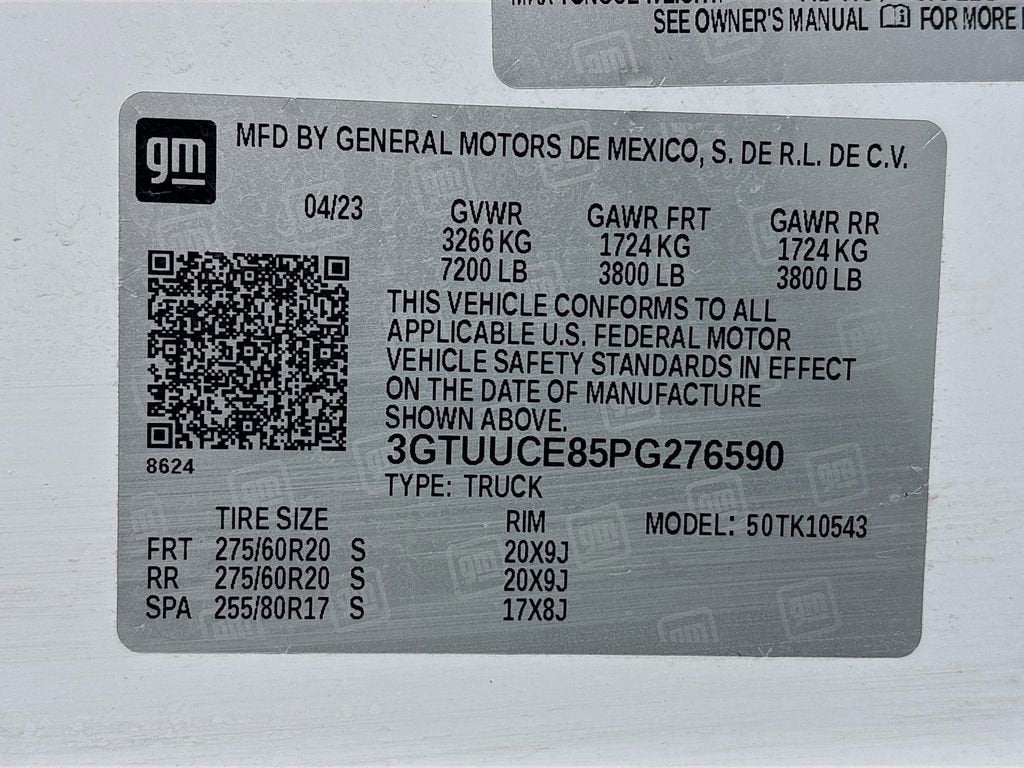 SEE OWNER'S MANUAL FOR MORE
gm
MFD BY GENERAL MOTORS DE MEXICO, S. DE R.L. DE C.V.
04/23 GVWR GAWR FRT GAWR RR
3266 KG 1724 KG 1724 KG
7200 LB 3800 LB 3800 LB
THIS VEHICLE CONFORMS TO ALL
APPLICABLE U.S. FEDERAL MOTOR
VEHICLE SAFETY STANDARDS IN EFFECT
ON THE DATE OF MANUFACTURE
SHOWN ABOVE.
3GTUUCE85PG276590
8624
TYPE: TRUCK
TIRE SIZE RIM MODEL: 50TK10543
FRT 275/60R20 S 20X9J
RR 275/60R20 S 20X9J
SPA 255/80R17 S 17X8J